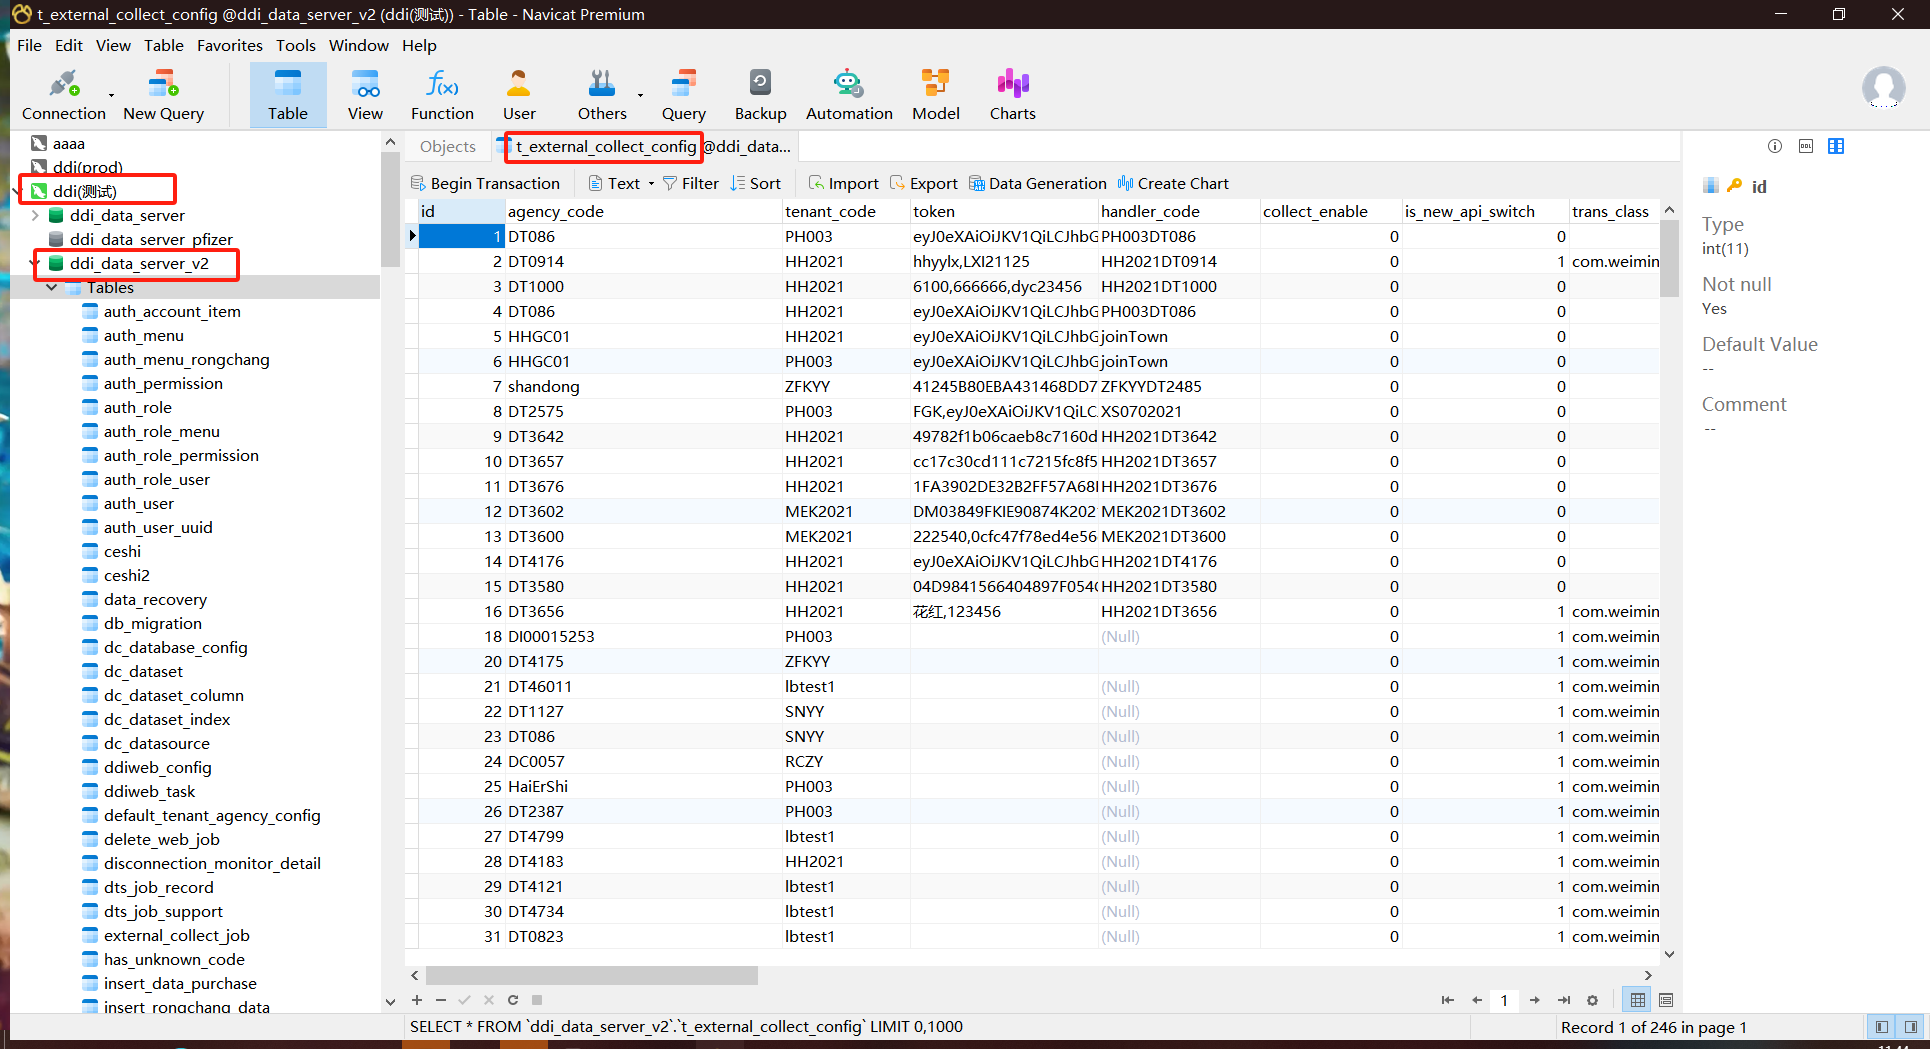 t_external_collect_config @ddi_data_server_v2 (ddi(测试)) - Table - Navicat Premium
File Edit View Table Favorites Tools Window Help
Connection New Query Table View Function User Others Query Backup Automation Model Charts
aaaa
ddi(prod)
ddi(测试)
ddi_data_server
ddi_data_server_pfizer
ddi_data_server_v2
Tables
auth_account_item
auth_menu
auth_menu_rongchang
auth_permission
auth_role
auth_role_menu
auth_role_permission
auth_role_user
auth_user
auth_user_uuid
ceshi
ceshi2
data_recovery
db_migration
dc_database_config
dc_dataset
dc_dataset_column
dc_dataset_index
dc_datasource
ddiweb_config
ddiweb_task
default_tenant_agency_config
delete_web_job
disconnection_monitor_detail
dts_job_record
dts_job_support
external_collect_job
has_unknown_code
insert_data_purchase
insert_rongchang_data
Objects t_external_collect_config @ddi_data...
Begin Transaction Text Filter Sort Import Export Data Generation Create Chart
id agency_code tenant_code token handler_code collect_enable is_new_api_switch trans_class
1 DT086 PH003 eyJ0eXAiOiJKV1QiLCJhbG PH003DT086 0 0
2 DT0914 HH2021 hhyylx,LXI21125 HH2021DT0914 0 1 com.weimin
3 DT1000 HH2021 6100,666666,dyc23456 HH2021DT1000 0 0
4 DT086 HH2021 eyJ0eXAiOiJKV1QiLCJhbG PH003DT086 0 0
5 HHGC01 HH2021 eyJ0eXAiOiJKV1QiLCJhbG joinTown 0 0
6 HHGC01 PH003 eyJ0eXAiOiJKV1QiLCJhbG joinTown 0 0
7 shandong ZFKYY 41245B80EBA431468DD7 ZFKYYDT2485 0 0
8 DT2575 PH003 FGK,eyJ0eXAiOiJKV1QiLC XS0702021 0 0
9 DT3642 HH2021 49782f1b06caeb8c7160d HH2021DT3642 0 0
10 DT3657 HH2021 cc17c30cd111c7215fc8f5 HH2021DT3657 0 0
11 DT3676 HH2021 1FA3902DE32B2FF57A68 HH2021DT3676 0 0
12 DT3602 MEK2021 DM03849FKIE90874K202 MEK2021DT3602 0 0
13 DT3600 MEK2021 222540,0cfc47f78ed4e56 MEK2021DT3600 0 0
14 DT4176 HH2021 eyJ0eXAiOiJKV1QiLCJhbG HH2021DT4176 0 0
15 DT3580 HH2021 04D9841566404897F054 HH2021DT3580 0 0
16 DT3656 HH2021 花红,123456 HH2021DT3656 0 1 com.weimin
18 DI00015253 PH003 (Null) 0 1 com.weimin
20 DT4175 ZFKYY 0 1 com.weimin
21 DT46011 lbtest1 (Null) 0 1 com.weimin
22 DT1127 SNYY (Null) 0 1 com.weimin
23 DT086 SNYY (Null) 0 1 com.weimin
24 DC0057 RCZY (Null) 0 1 com.weimin
25 HaiErShi PH003 (Null) 0 1 com.weimin
26 DT2387 PH003 (Null) 0 1 com.weimin
27 DT4799 lbtest1 (Null) 0 1 com.weimin
28 DT4183 HH2021 (Null) 0 1 com.weimin
29 DT4121 lbtest1 (Null) 0 1 com.weimin
30 DT4734 lbtest1 (Null) 0 1 com.weimin
31 DT0823 lbtest1 (Null) 0 1 com.weimin
1
SELECT * FROM `ddi_data_server_v2`.`t_external_collect_config` LIMIT 0,1000
Record 1 of 246 in page 1
DDL
id
Type
int(11)
Not null
Yes
Default Value
--
Comment
--